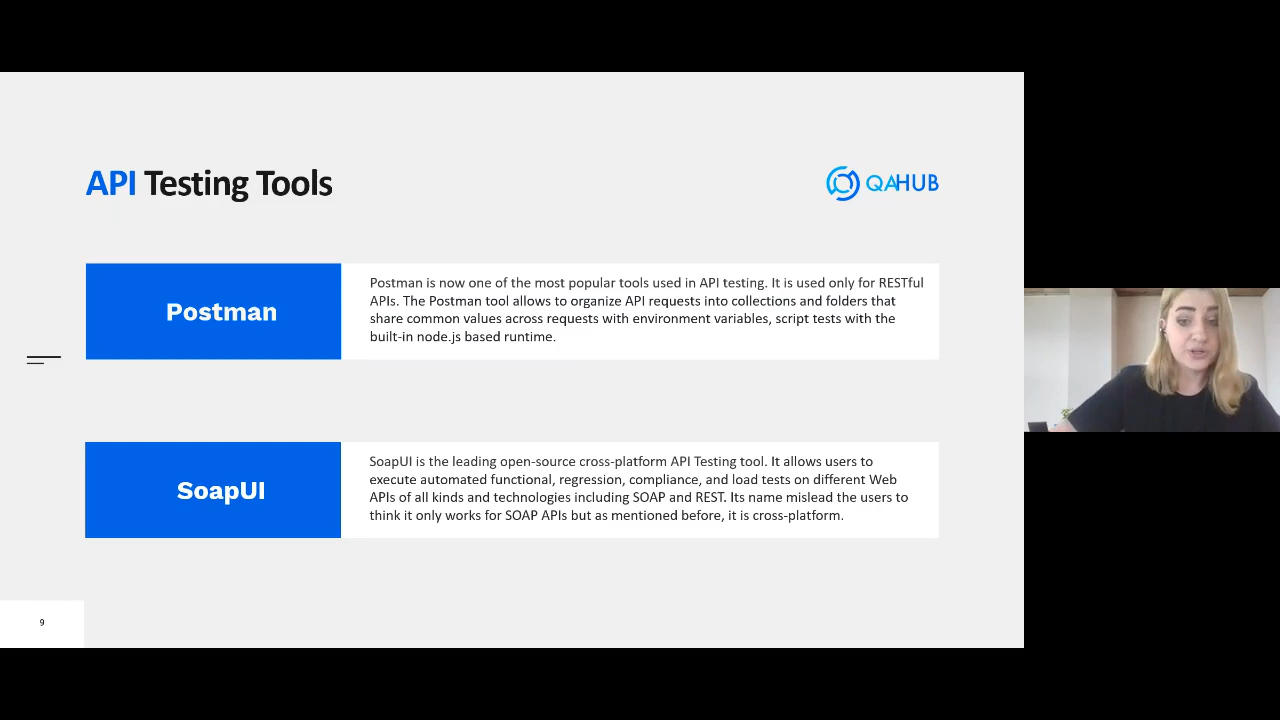 API Testing Tools
QAHUB
Postman
Postman is now one of the most popular tools used in API testing. It is used only for RESTful
APIs. The Postman tool allows to organize API requests into collections and folders that
share common values across requests with environment variables, script tests with the
built-in node.js based runtime.
SoapUI
SoapUI is the leading open-source cross-platform API Testing tool. It allows users to
execute automated functional, regression, compliance, and load tests on different Web
APIs of all kinds and technologies including SOAP and REST. Its name mislead the users to
think it only works for SOAP APIs but as mentioned before, it is cross-platform.
9